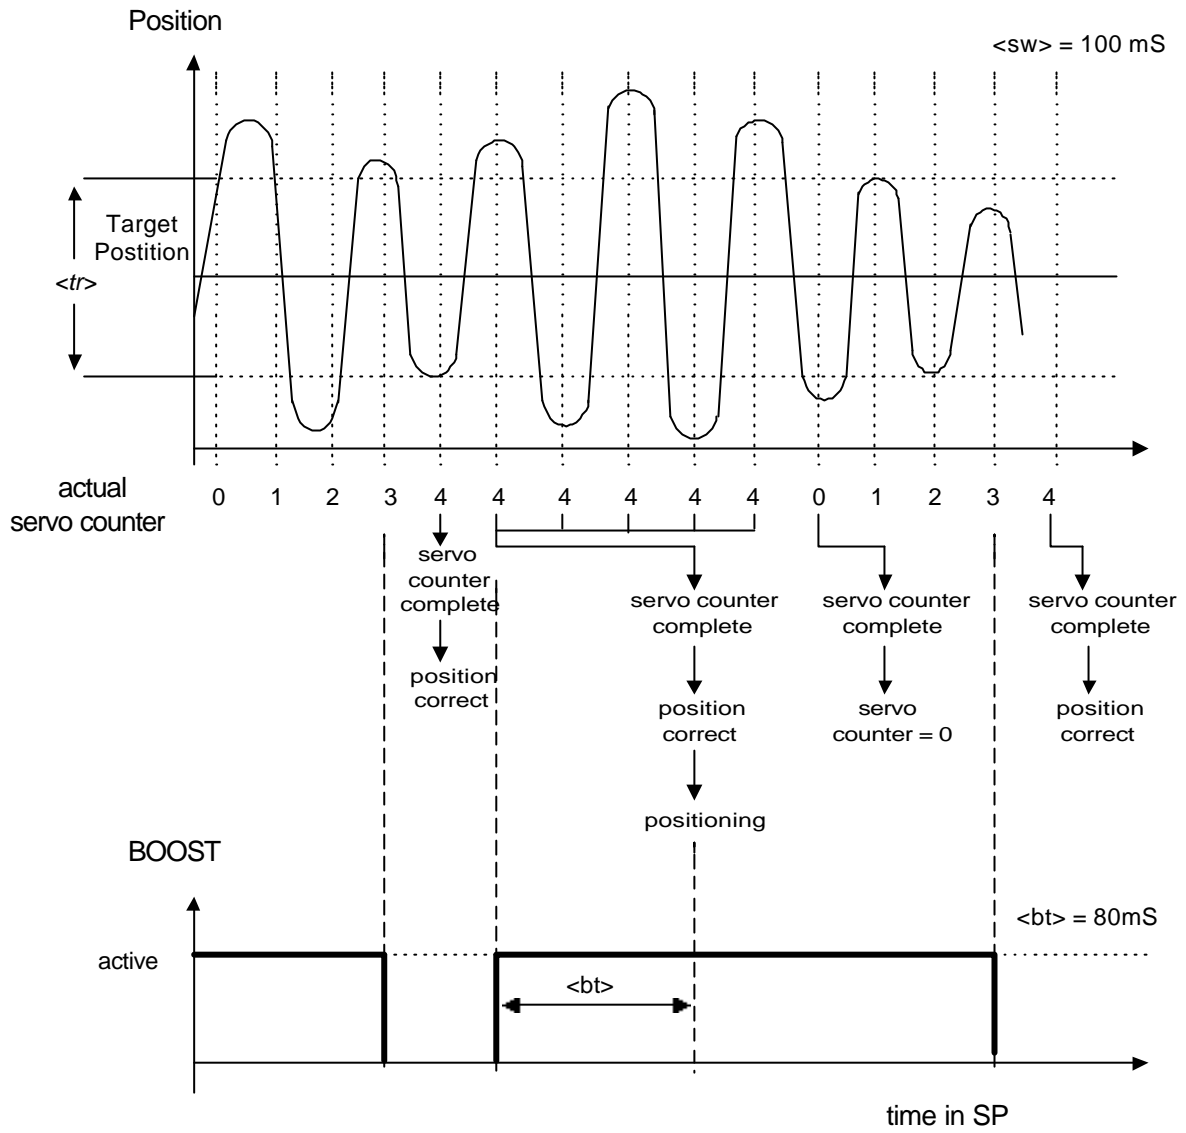 Position
<sw> = 100 mS
Target
Postition
<tr>
actual
servo counter
0 1 2 3 4 4 4 4 4 4 0 1 2 3 4
servo
counter
complete
position
correct
servo counter
complete
position
correct
positioning
servo counter
complete
servo
counter = 0
servo counter
complete
position
correct
BOOST
<bt> = 80mS
active
<bt>
time in SP